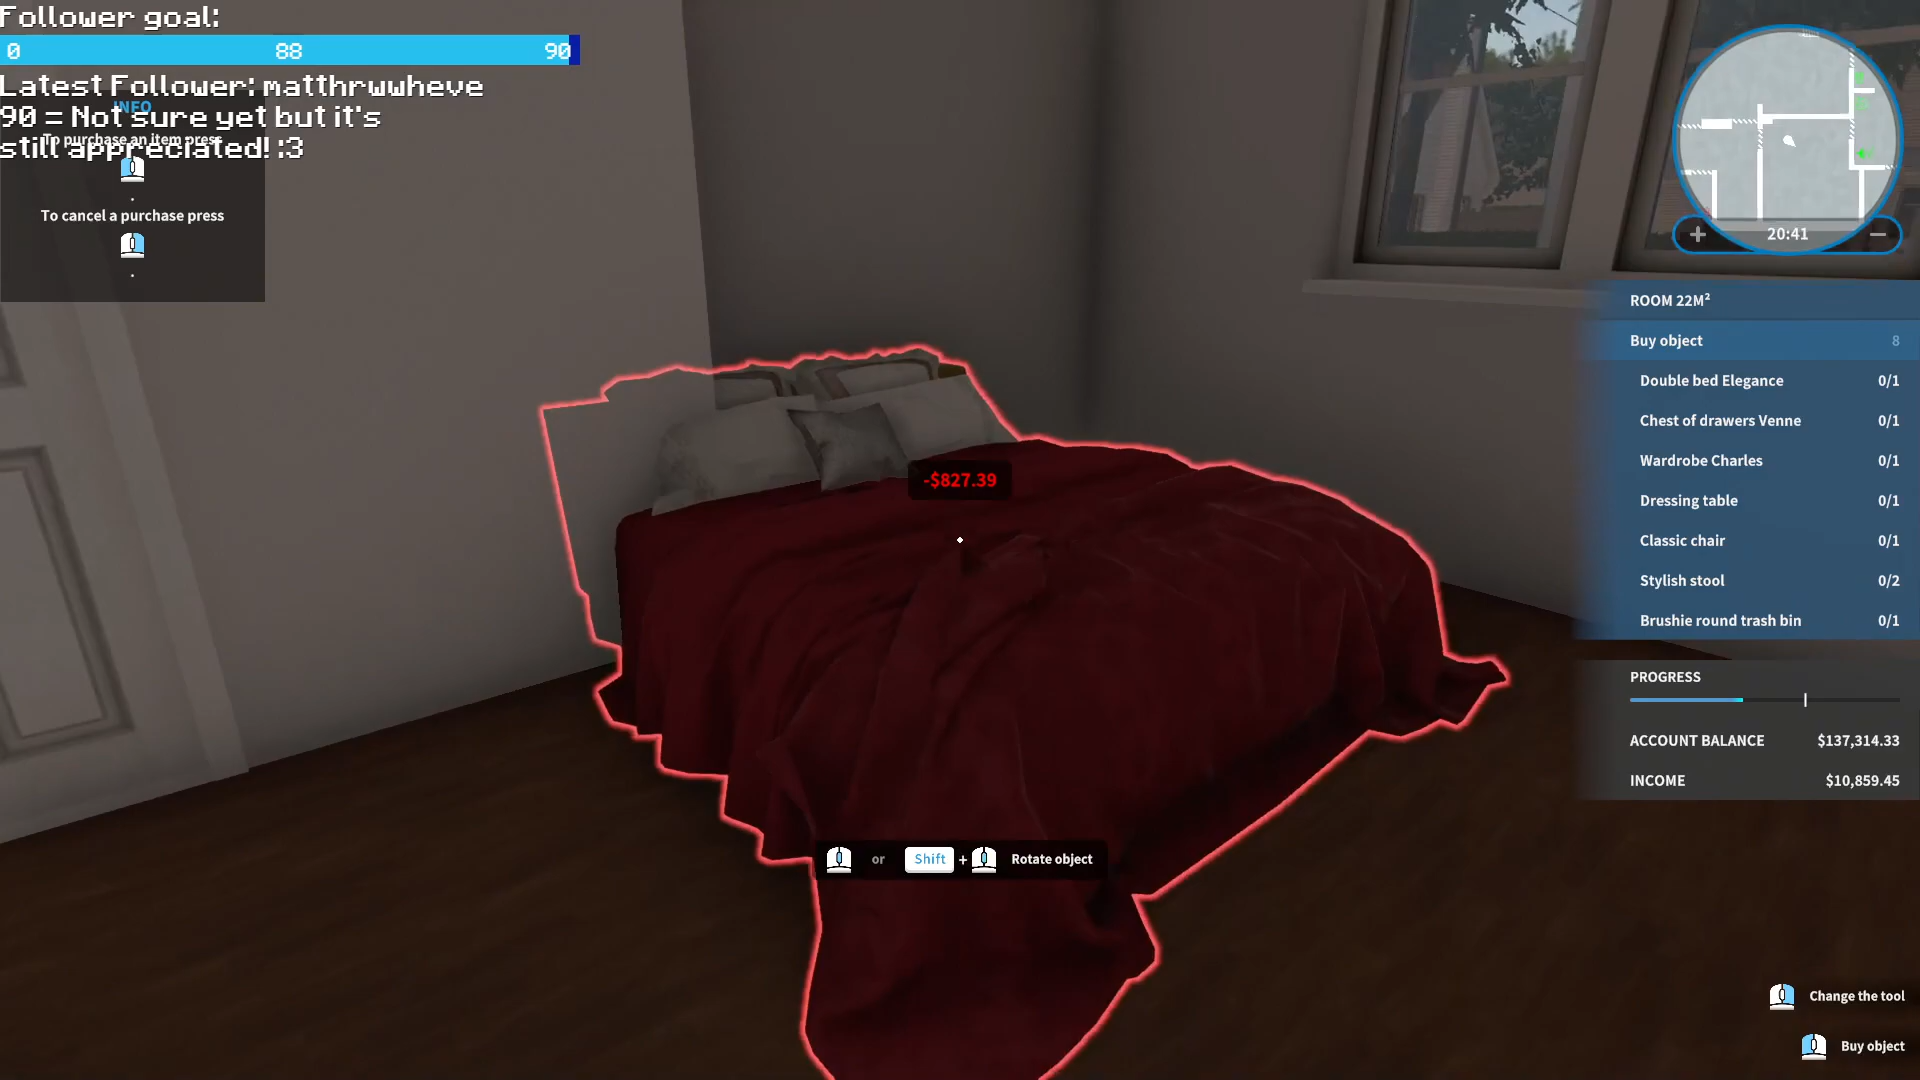 Follower goal:
0 88 90
Latest Follower: matthrwwheve
90 = Not sure yet but it's
still appreciated! :3
INFO
To purchase an item press
.
To cancel a purchase press
.
20:41
ROOM 22M²
Buy object 8
Double bed Elegance 0/1
Chest of drawers Venne 0/1
Wardrobe Charles 0/1
Dressing table 0/1
Classic chair 0/1
Stylish stool 0/2
Brushie round trash bin 0/1
PROGRESS
ACCOUNT BALANCE $137,314.33
INCOME $10,859.45
-$827.39
or Shift + Rotate object
Change the tool
Buy object